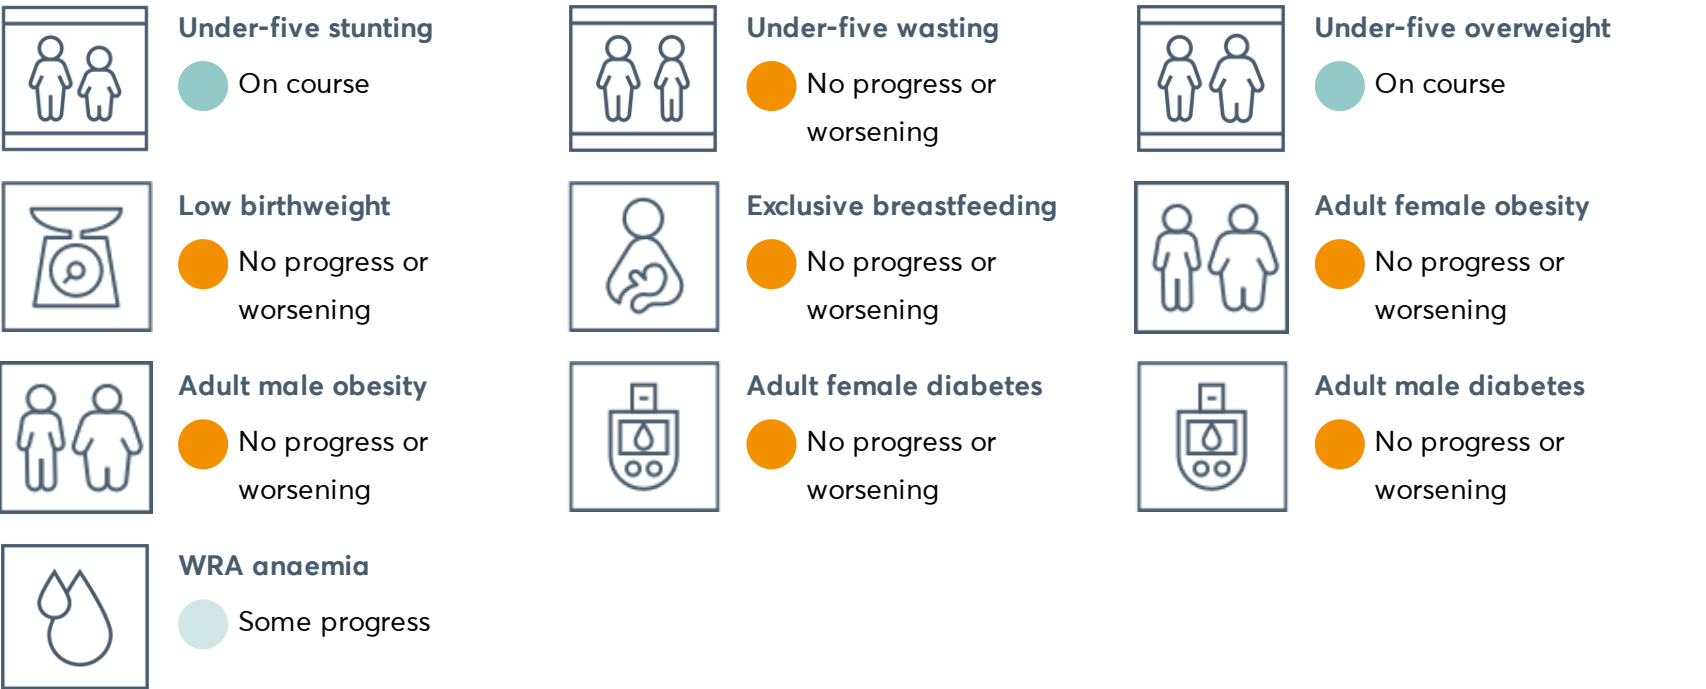 Under-five stunting
On course
Under-five wasting
No progress or
worsening
Under-five overweight
On course
Low birthweight
No progress or
worsening
Exclusive breastfeeding
No progress or
worsening
Adult female obesity
No progress or
worsening
Adult male obesity
No progress or
worsening
Adult female diabetes
No progress or
worsening
Adult male diabetes
No progress or
worsening
WRA anaemia
Some progress